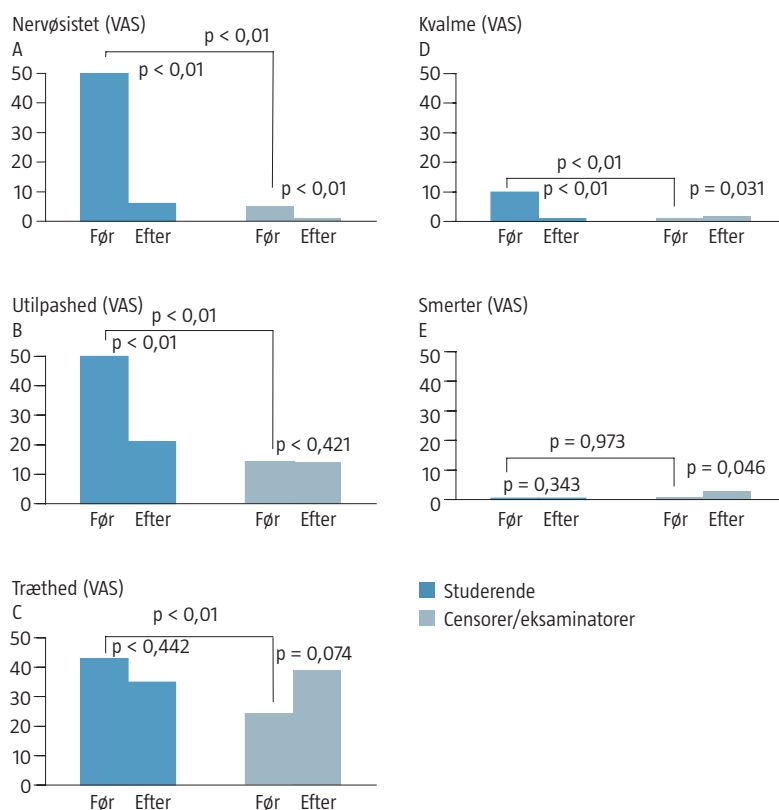 Nervøsistet (VAS)
A
p < 0,01
p < 0,01
p < 0,01
50
40
30
20
10
0
Før Efter Før Efter
Utilpashed (VAS)
B
p < 0,01
p < 0,01
p < 0,421
50
40
30
20
10
0
Før Efter Før Efter
Træthed (VAS)
C
p < 0,01
p < 0,442
p = 0,074
50
40
30
20
10
0
Før Efter Før Efter
Kvalme (VAS)
D
50
40
30
20
10
0
p < 0,01
p < 0,01
p = 0,031
Før Efter Før Efter
Smerter (VAS)
E
50
40
30
20
10
0
p = 0,973
p = 0,343
p = 0,046
Før Efter Før Efter
Studerende
Censorer/eksaminatorer